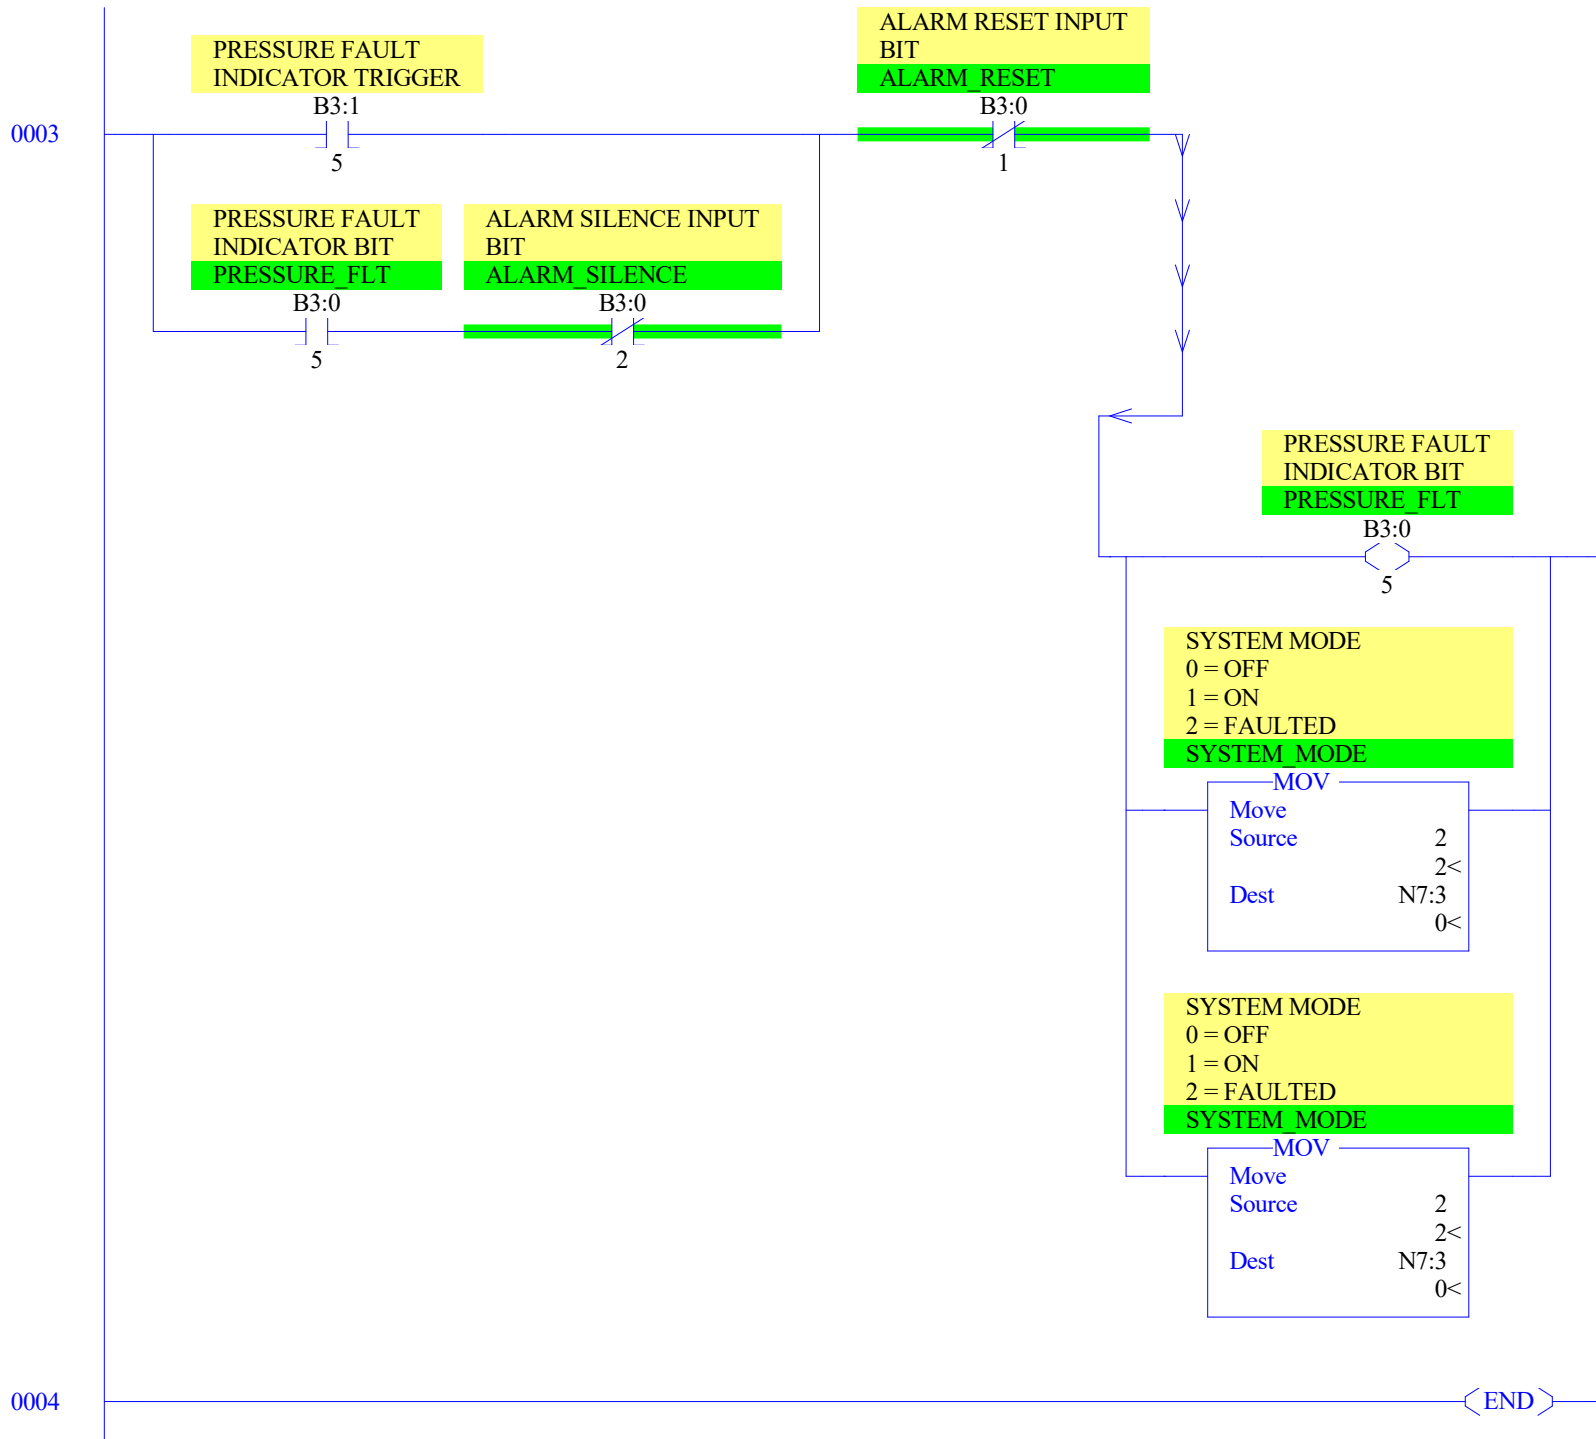 PRESSURE FAULT
INDICATOR TRIGGER
B3:1
5
ALARM RESET INPUT
BIT
ALARM_RESET
B3:0
1
0003
PRESSURE FAULT
INDICATOR BIT
PRESSURE_FLT
B3:0
5
ALARM SILENCE INPUT
BIT
ALARM_SILENCE
B3:0
2
PRESSURE FAULT
INDICATOR BIT
PRESSURE_FLT
B3:0
5
SYSTEM MODE
0 = OFF
1 = ON
2 = FAULTED
SYSTEM_MODE
MOV
Move
Source 2
2<
Dest N7:3
0<
SYSTEM MODE
0 = OFF
1 = ON
2 = FAULTED
SYSTEM_MODE
MOV
Move
Source 2
2<
Dest N7:3
0<
0004
END